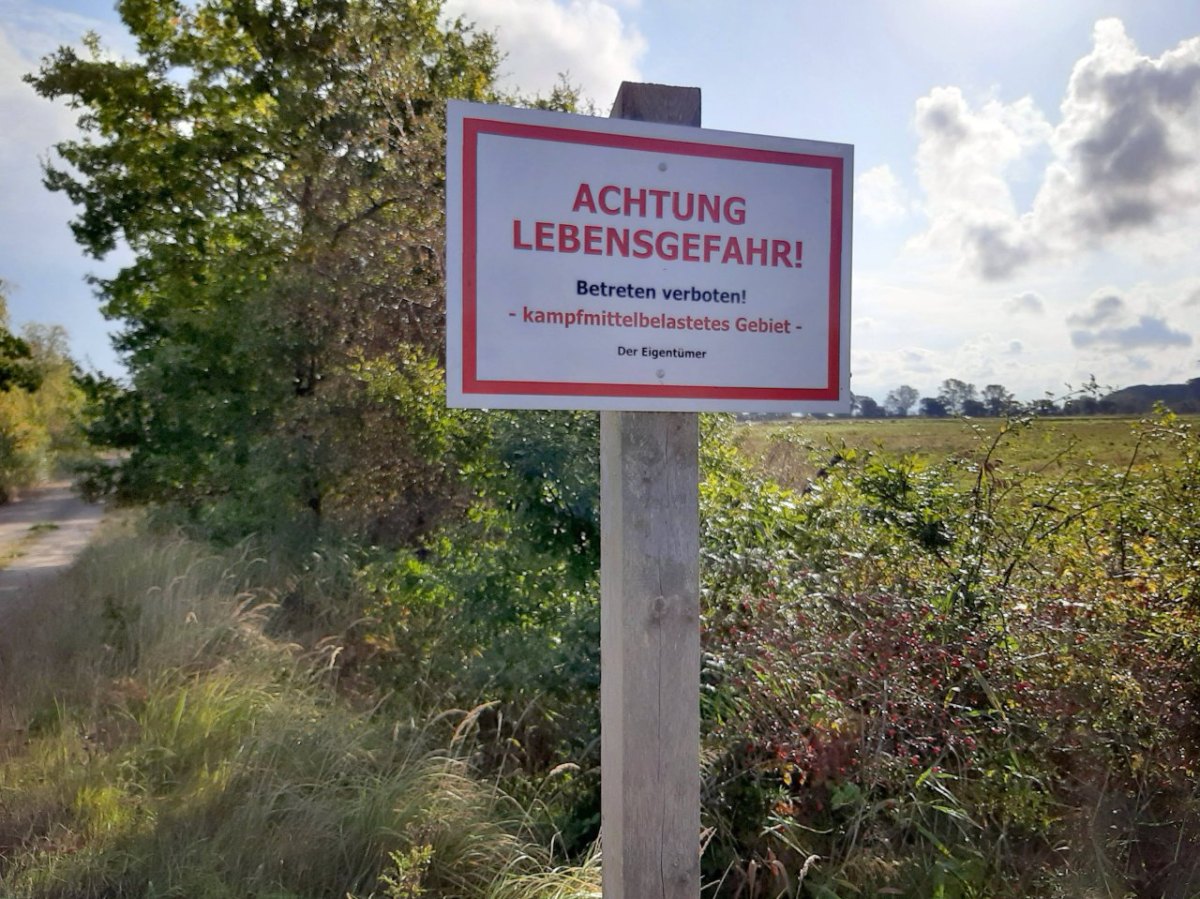 ACHTUNG
LEBENSGEFAHR!
Betreten verboten!
- kampfmittelbelastetes Gebiet -
Der Eigentümer